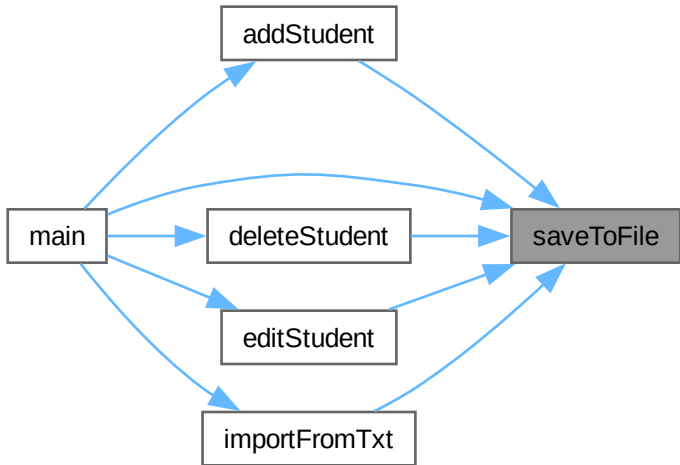 addStudent
main
deleteStudent
saveToFile
editStudent
importFromTxt